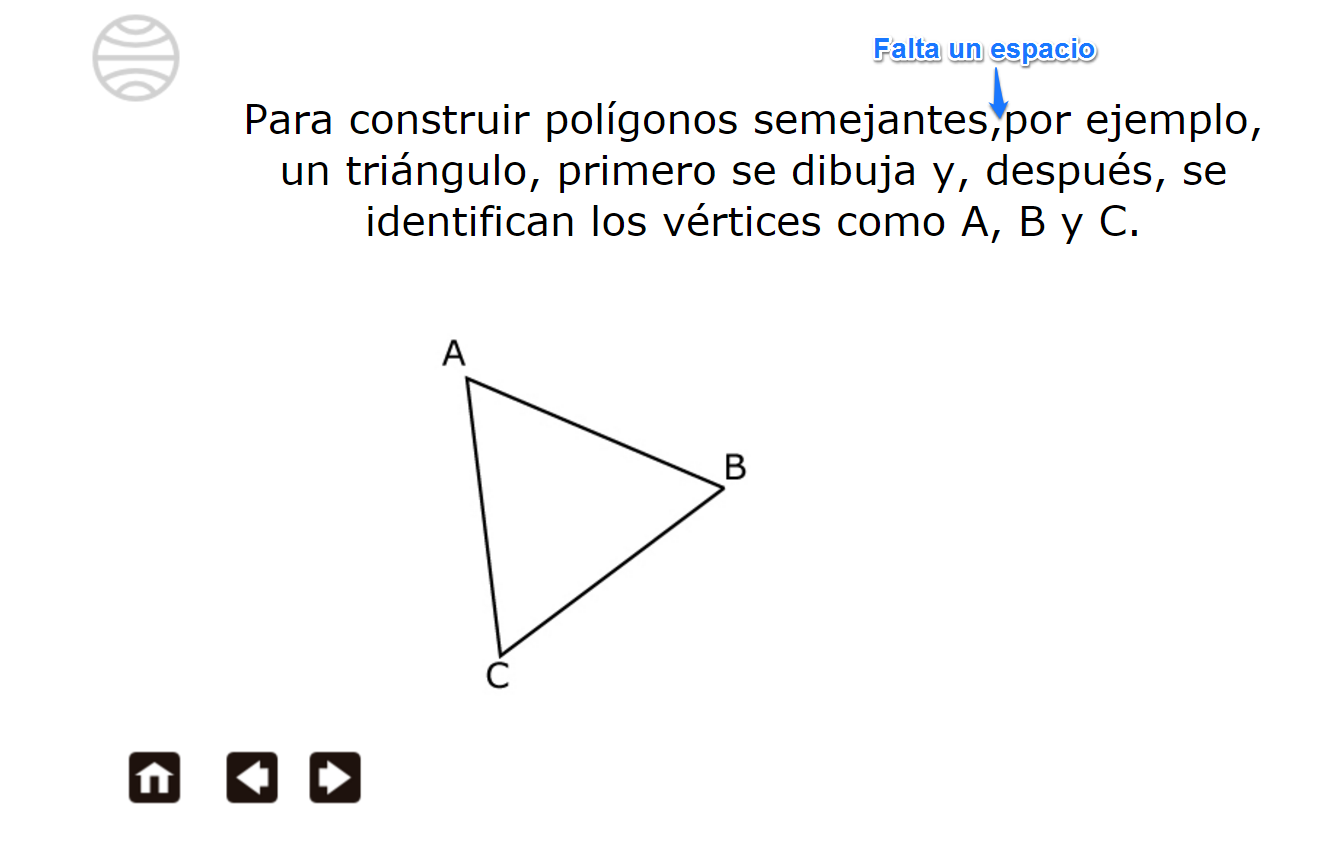 Falta un espacio
Para construir polígonos semejantes,por ejemplo,
un triángulo, primero se dibuja y, después, se
identifican los vértices como A, B y C.
A
B
C